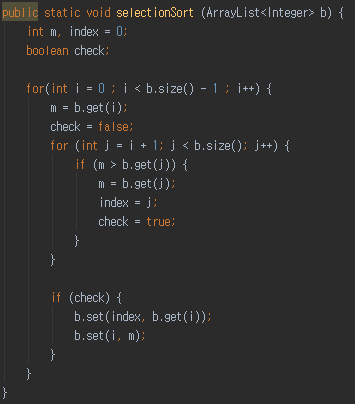 public static void selectionSort (ArrayList<Integer> b) {
    int m, index = 0;
    boolean check;

    for(int i = 0 ; i < b.size() - 1 ; i++) {
        m = b.get(i);
        check = false;
        for (int j = i + 1; j < b.size(); j++) {
            if (m > b.get(j)) {
                m = b.get(j);
                index = j;
                check = true;
            }
        }

        if (check) {
            b.set(index, b.get(i));
            b.set(i, m);
        }
    }
}